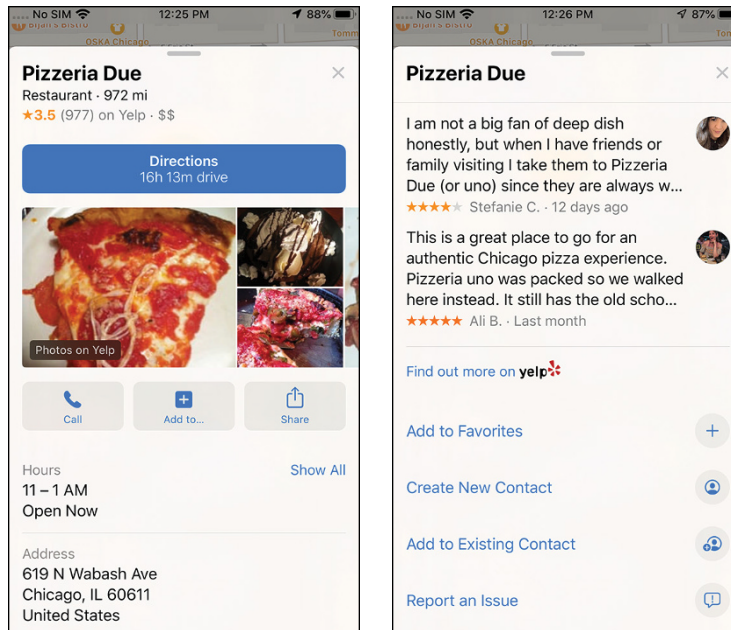 No SIM 12:25 PM 88%
Bijan's Bistro
OSKA Chicago
Tomm
Pizzeria Due
Restaurant · 972 mi
★3.5 (977) on Yelp · $$
Directions
16h 13m drive
Photos on Yelp
Call Add to... Share
Hours Show All
11 – 1 AM
Open Now
Address
619 N Wabash Ave
Chicago, IL 60611
United States
No SIM 12:26 PM 87%
OSKA Chicago
Pizzeria Due
I am not a big fan of deep dish
honestly, but when I have friends or
family visiting I take them to Pizzeria
Due (or uno) since they are always w...
★★★★★ Stefanie C. · 12 days ago
This is a great place to go for an
authentic Chicago pizza experience.
Pizzeria uno was packed so we walked
here instead. It still has the old scho...
★★★★★ Ali B. · Last month
Find out more on yelp
Add to Favorites
Create New Contact
Add to Existing Contact
Report an Issue